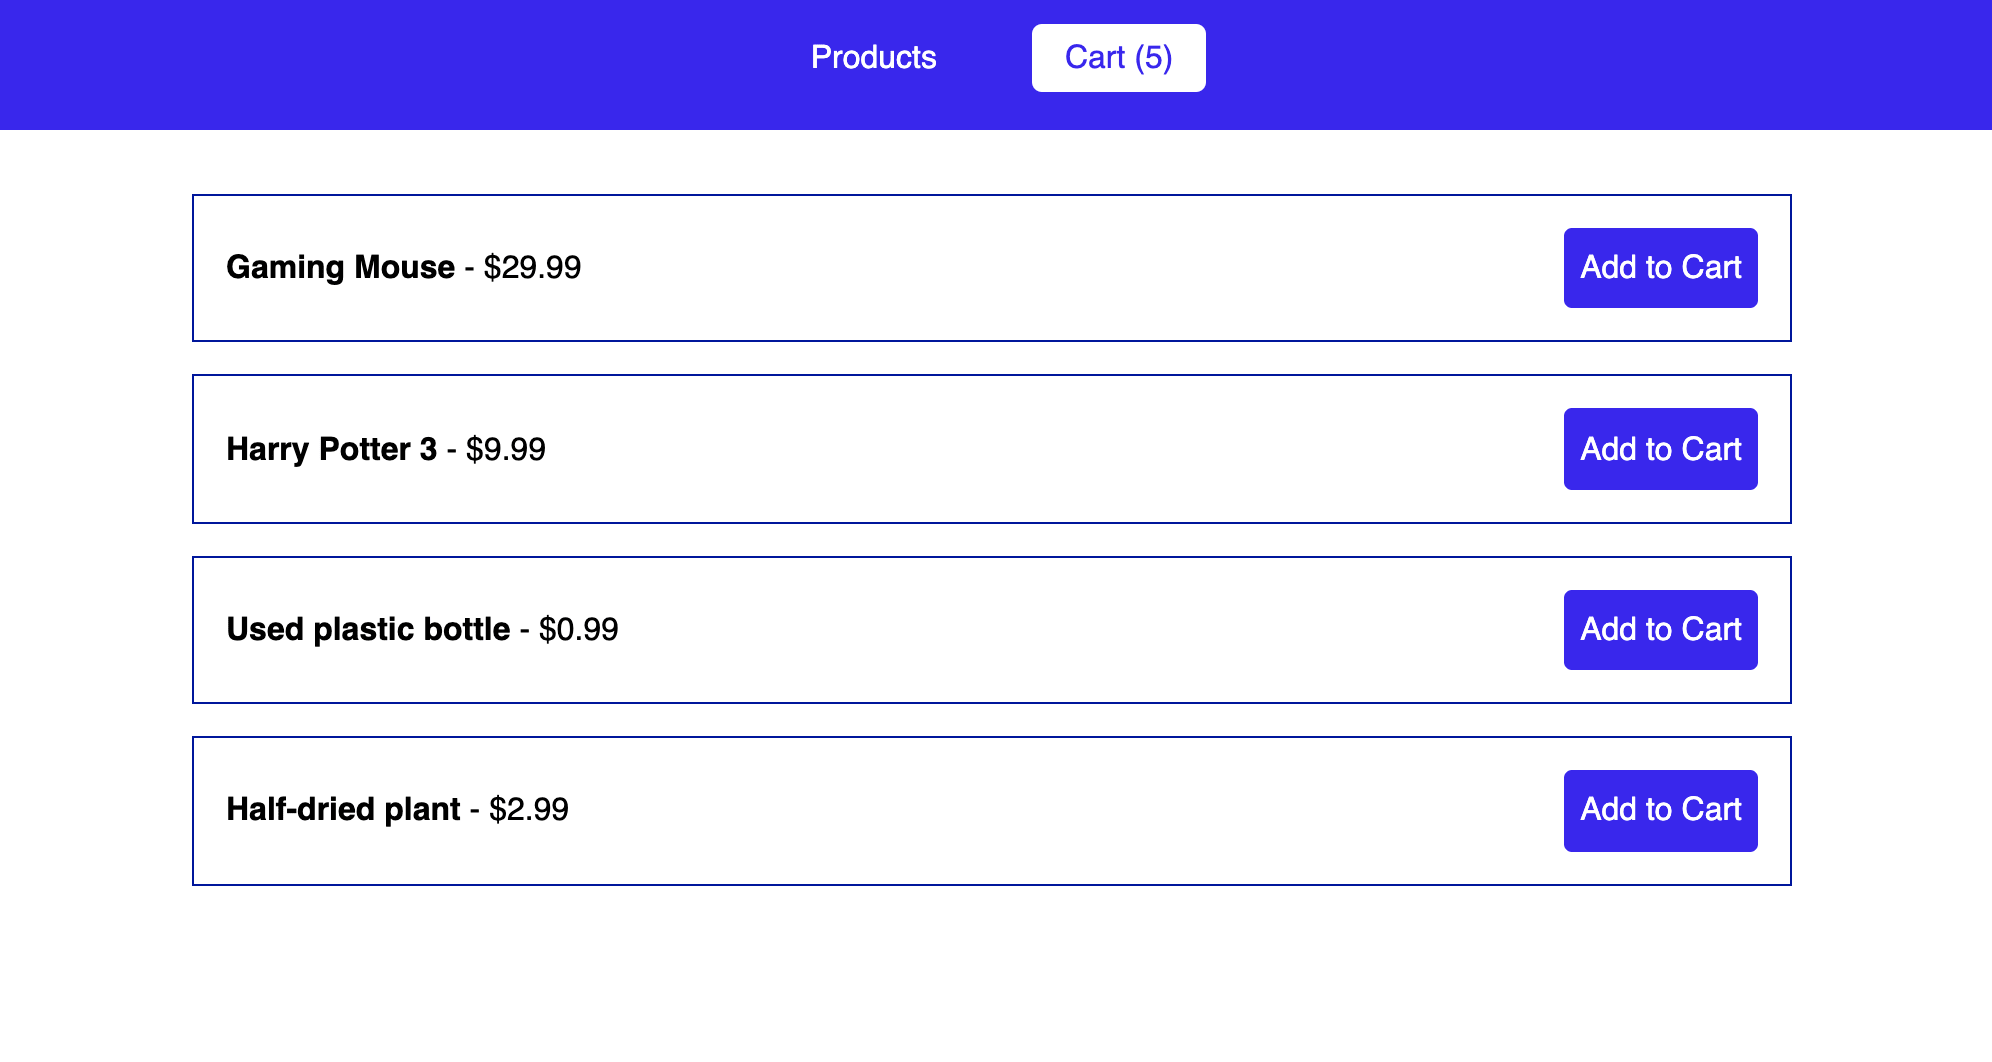 Products Cart (5)
Gaming Mouse - $29.99 Add to Cart
Harry Potter 3 - $9.99 Add to Cart
Used plastic bottle - $0.99 Add to Cart
Half-dried plant - $2.99 Add to Cart